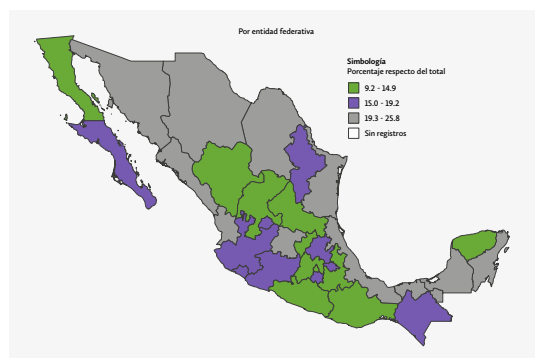 Por entidad federativa
Simbología
Porcentaje respecto del total
9.2 - 14.9
15.0 - 19.2
19.3 - 25.8
Sin registros